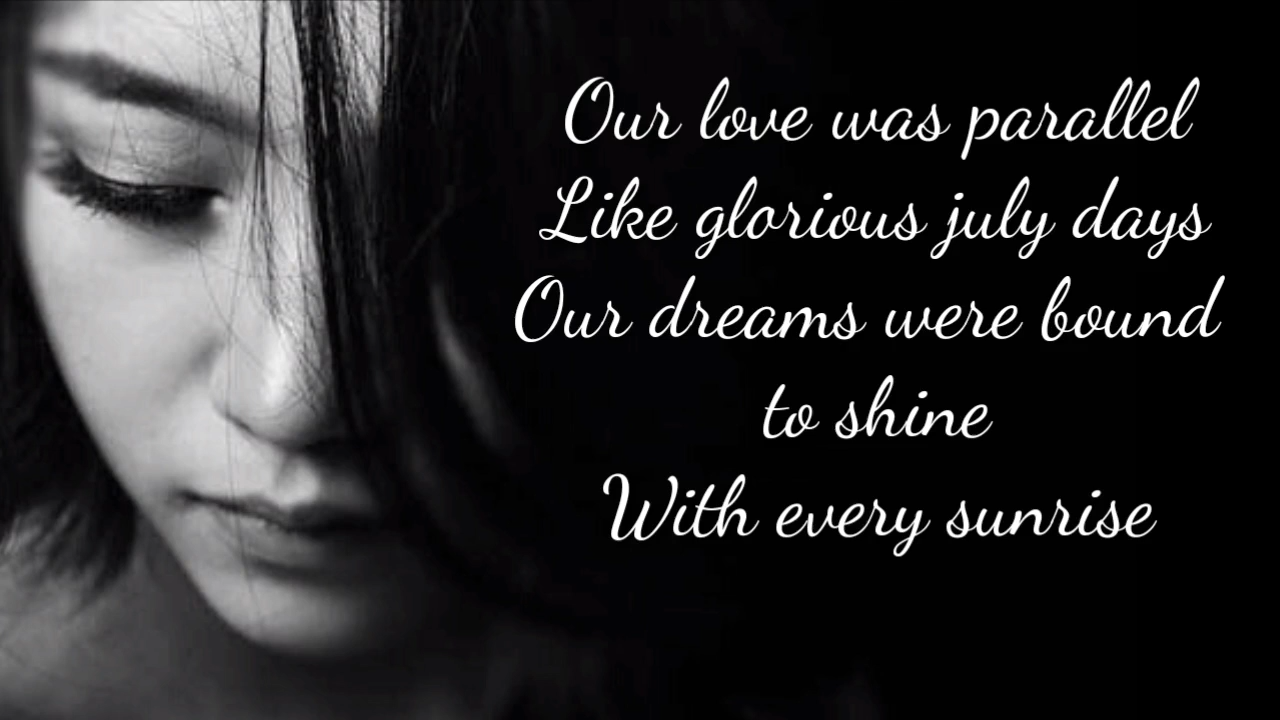 Our love was parallel
Like glorious july days
Our dreams were bound
to shine
With every sunrise